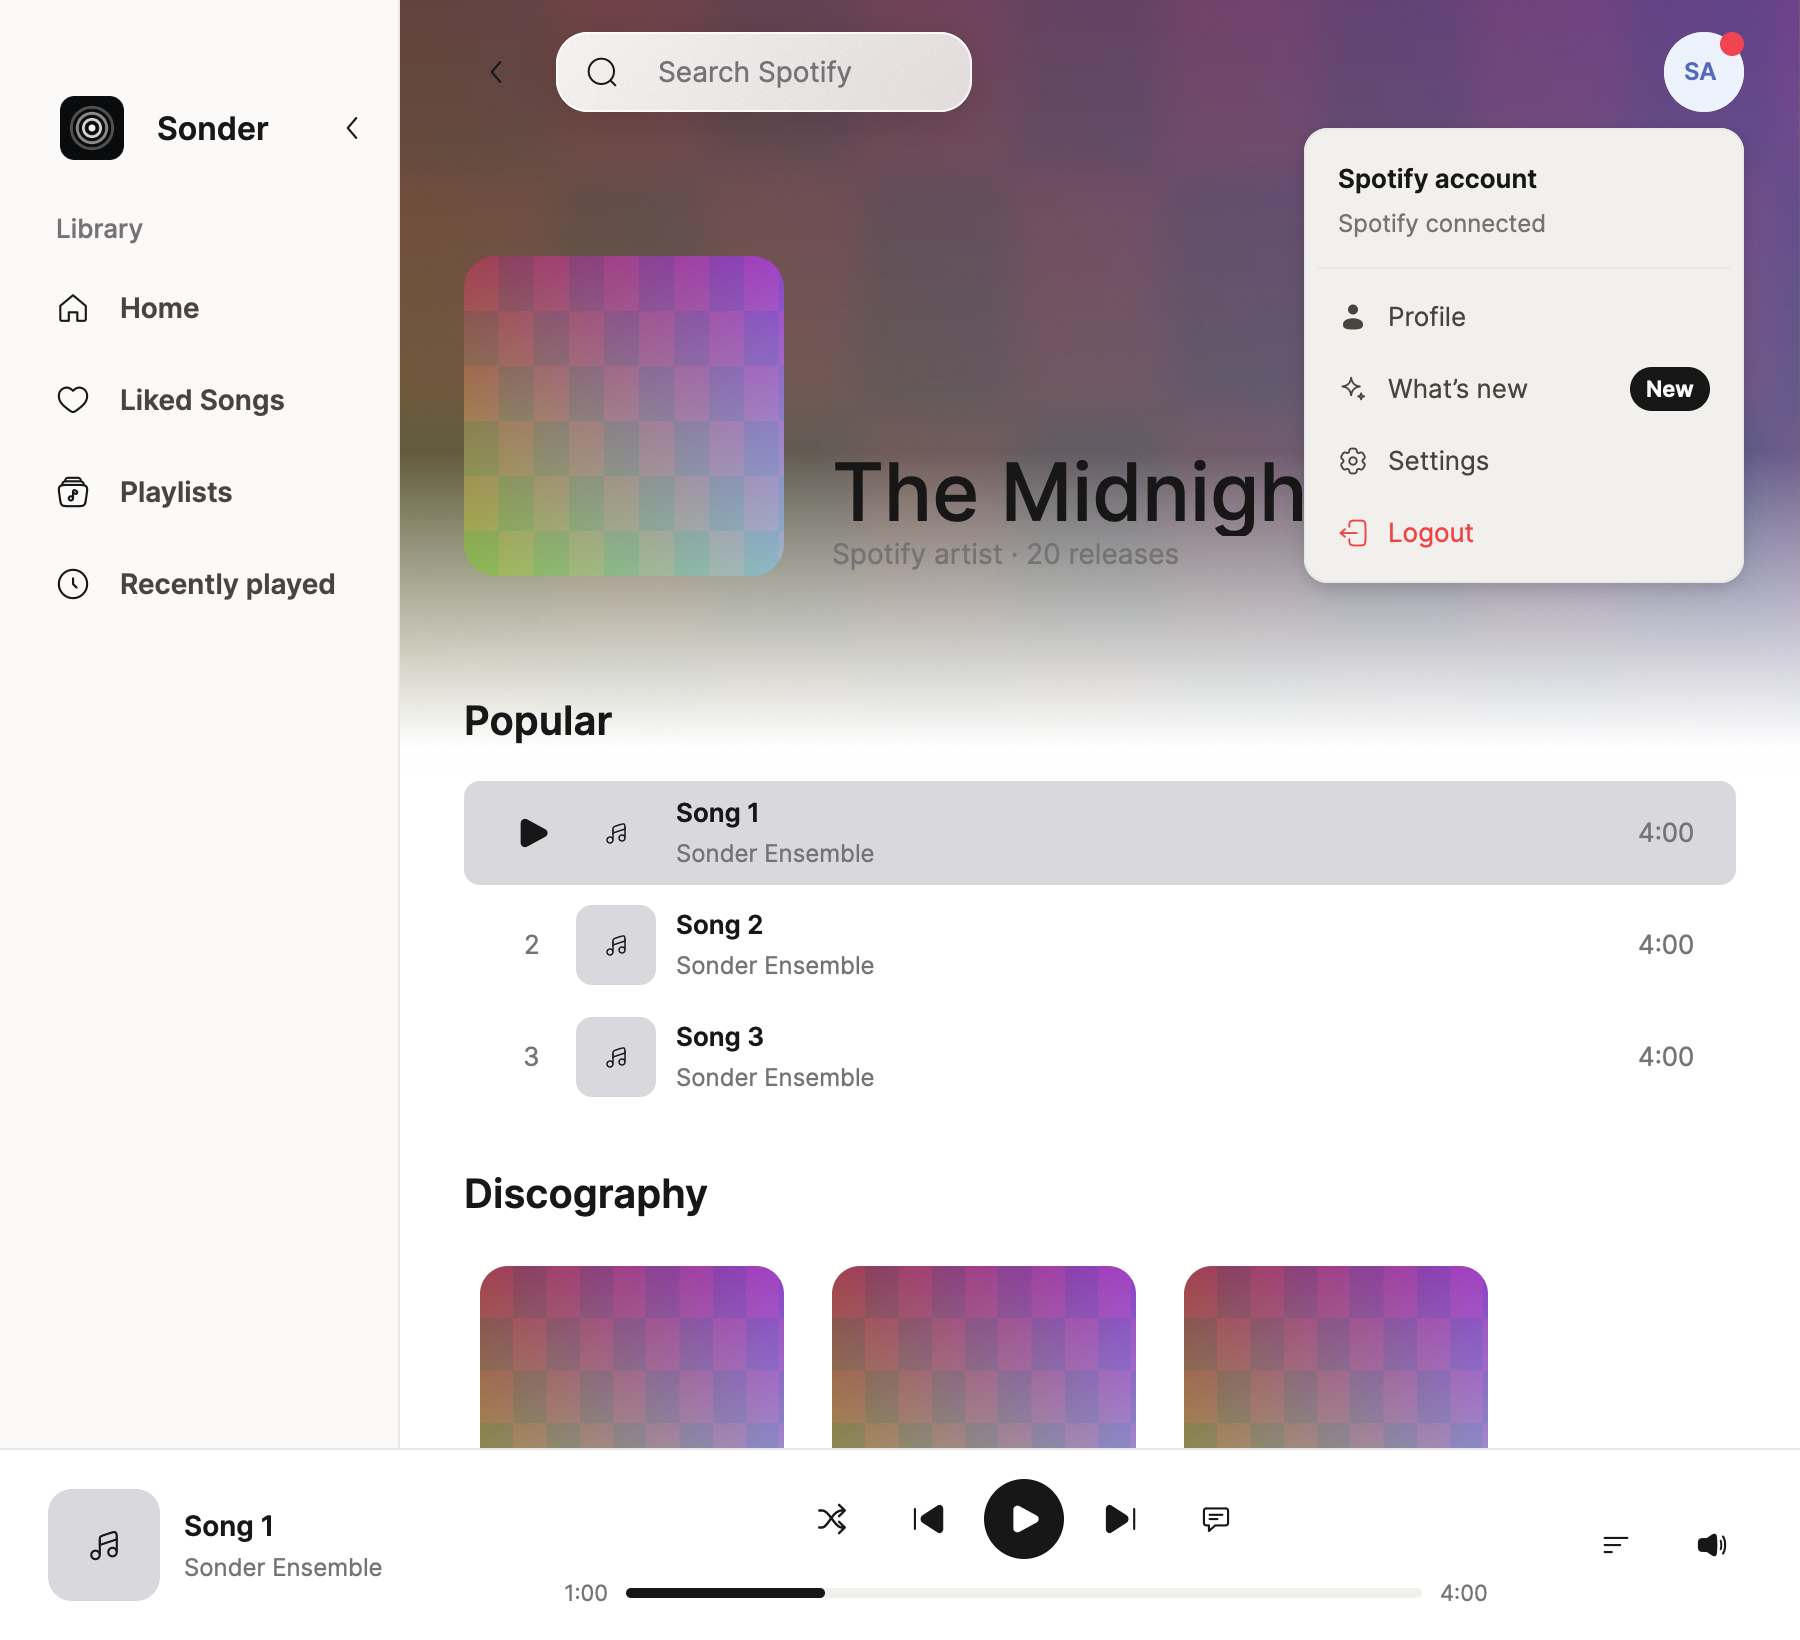 Sonder
Library
Home
Liked Songs
Playlists
Recently played
Search Spotify
SA
Spotify account
Spotify connected
Profile
What's new
New
Settings
Logout
The Midnigh
Spotify artist · 20 releases
Popular
Song 1
Sonder Ensemble
4:00
2
Song 2
Sonder Ensemble
4:00
3
Song 3
Sonder Ensemble
4:00
Discography
Song 1
Sonder Ensemble
1:00
4:00